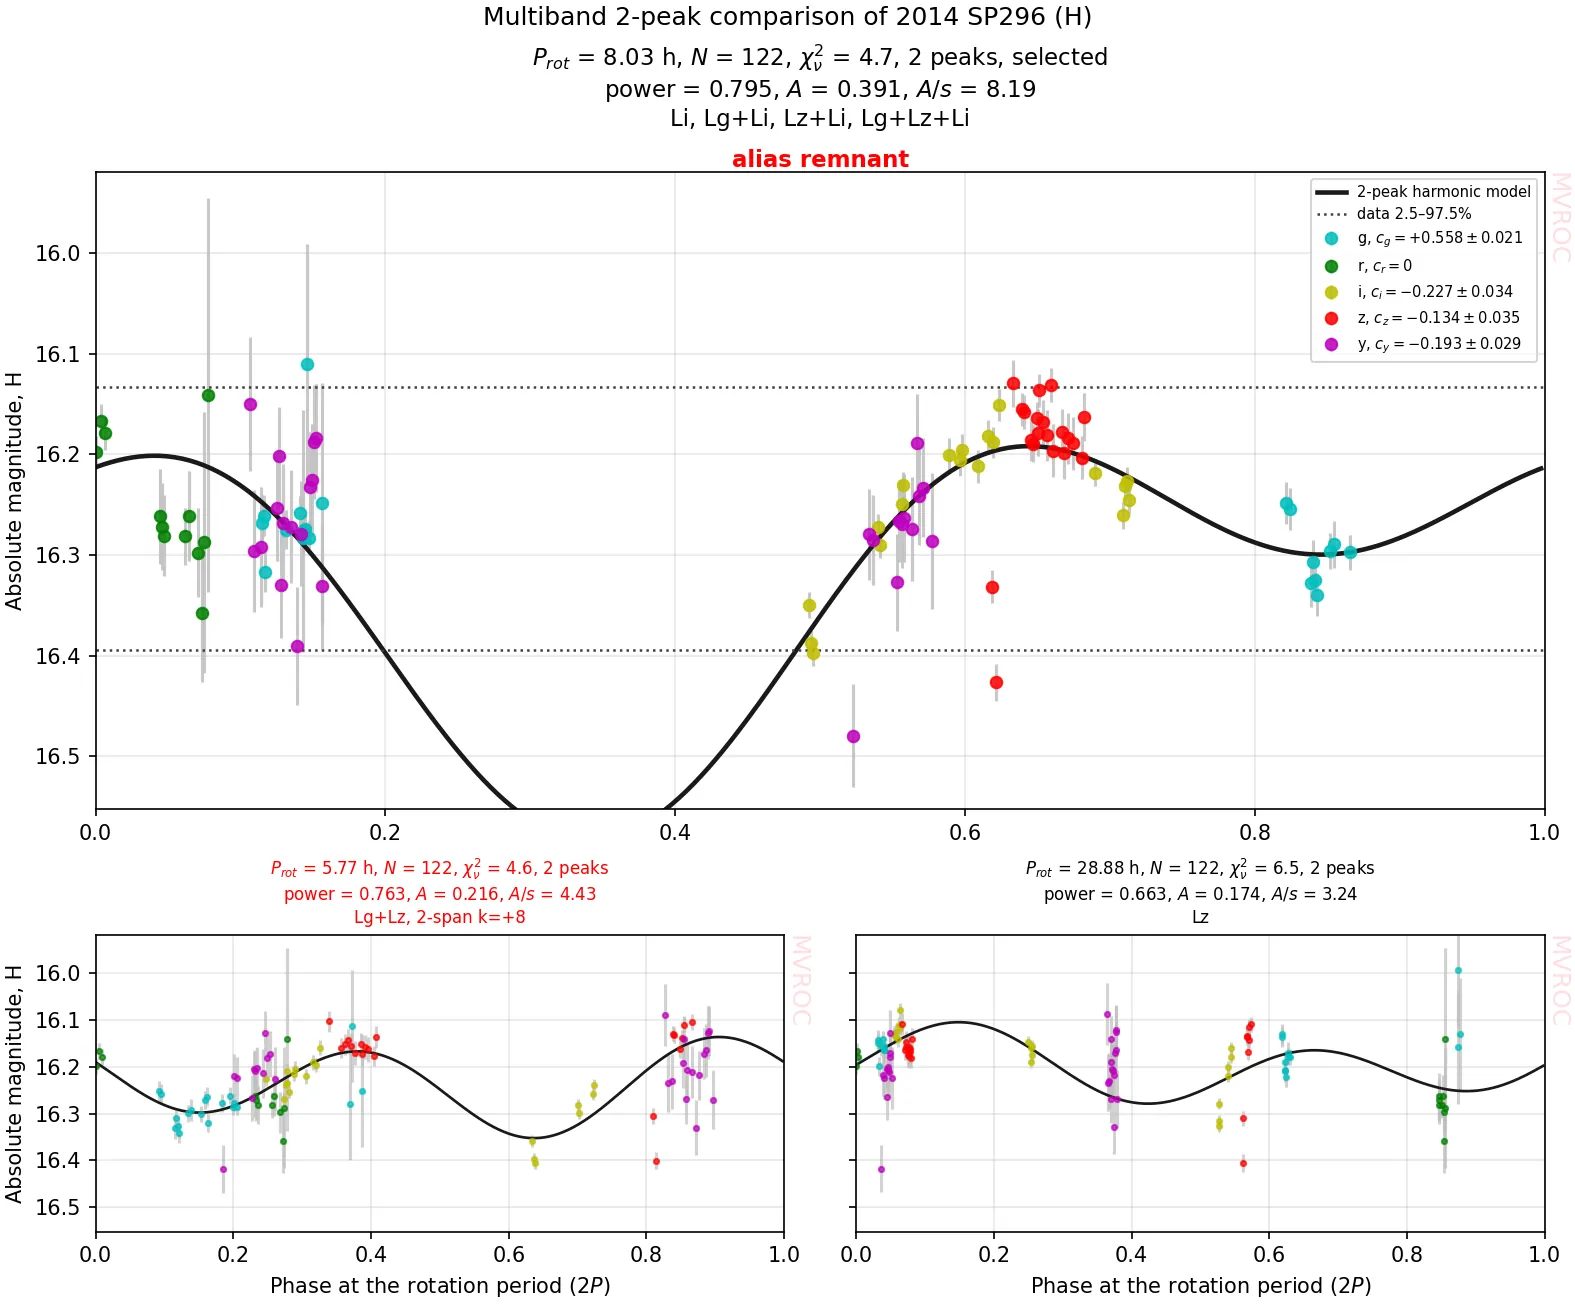 Multiband 2-peak comparison of 2014 SP296 (H)
P_rot = 8.03 h, N = 122, χ²_ν = 4.7, 2 peaks, selected
power = 0.795, A = 0.391, A/s = 8.19
Li, Lg+Li, Lz+Li, Lg+Lz+Li
alias remnant
MVROC
2-peak harmonic model
data 2.5–97.5%
g, c_g = +0.558 ± 0.021
r, c_r = 0
i, c_i = −0.227 ± 0.034
z, c_z = −0.134 ± 0.035
y, c_y = −0.193 ± 0.029
Absolute magnitude, H
16.0
16.1
16.2
16.3
16.4
16.5
0.0 0.2 0.4 0.6 0.8 1.0
P_rot = 5.77 h, N = 122, χ²_ν = 4.6, 2 peaks
power = 0.763, A = 0.216, A/s = 4.43
Lg+Lz, 2-span k=+8
MVROC
Absolute magnitude, H
16.0
16.1
16.2
16.3
16.4
16.5
0.0 0.2 0.4 0.6 0.8 1.0
Phase at the rotation period (2P)
P_rot = 28.88 h, N = 122, χ²_ν = 6.5, 2 peaks
power = 0.663, A = 0.174, A/s = 3.24
Lz
MVROC
0.0 0.2 0.4 0.6 0.8 1.0
Phase at the rotation period (2P)